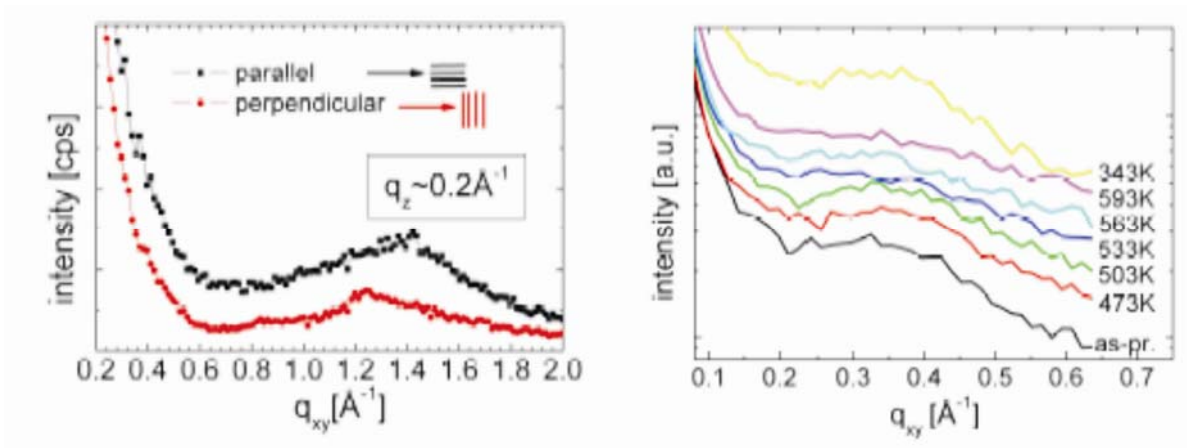 parallel
perpendicular
q_z~0.2Å⁻¹
intensity [cps]
0.2 0.4 0.6 0.8 1.0 1.2 1.4 1.6 1.8 2.0
q_xy[Å⁻¹]
intensity [a.u.]
343K
593K
563K
533K
503K
473K
as-pr.
0.1 0.2 0.3 0.4 0.5 0.6 0.7
q_xy [Å⁻¹]